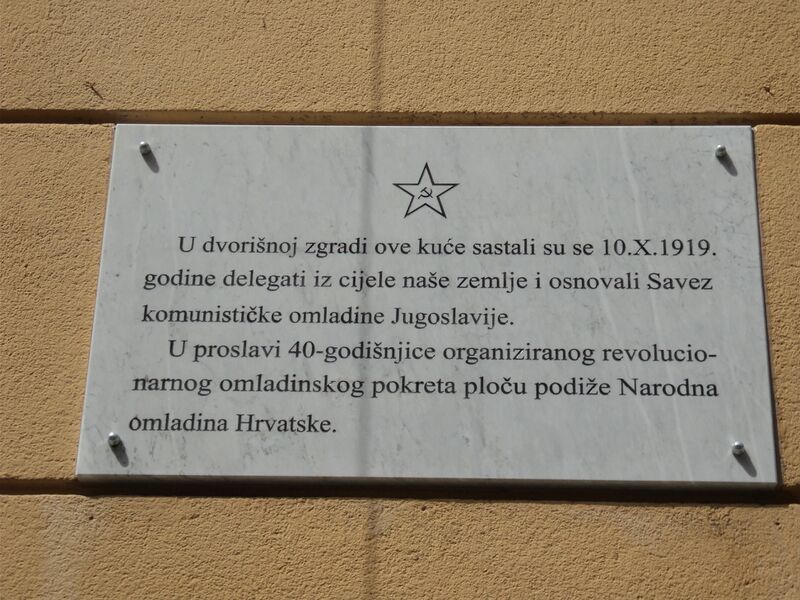 U dvorišnoj zgradi ove kuće sastali su se 10.X.1919.
godine delegati iz cijele naše zemlje i osnovali Savez
komunističke omladine Jugoslavije.
U proslavi 40-godišnjice organiziranog revolucio-
narnog omladinskog pokreta ploču podiže Narodna
omladina Hrvatske.